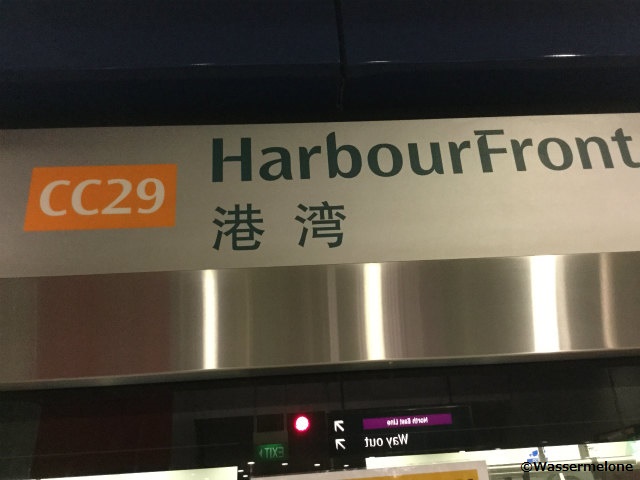 CC29
HarbourFront
港湾
North East Line
Way out
EXIT
©Wassermelone